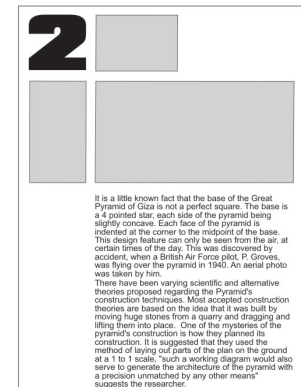 2
It is a little known fact that the base of the Great
Pyramid of Giza is not a perfect square. The base is
a 4 pointed star, each side of the pyramid being
slightly concave. Each face of the pyramid is
indented at the corner to the midpoint of the base.
This design feature can only be seen from the air, at
certain times of the day. This was discovered by
accident, when a British Air Force pilot, P. Groves,
was flying over the pyramid in 1940. An aerial photo
was taken by him.
There have been varying scientific and alternative
theories proposed regarding the Pyramid's
construction techniques. Most accepted construction
theories are based on the idea that it was built by
moving huge stones from a quarry and dragging and
lifting them into place. One of the mysteries of the
pyramid's construction is how they planned its
construction. It is suggested that they used the
method of laying out parts of the plan on the ground
at a 1 to 1 scale, "such a working diagram would also
serve to generate the architecture of the pyramid with
a precision unmatched by any other means"
suggests the researcher.